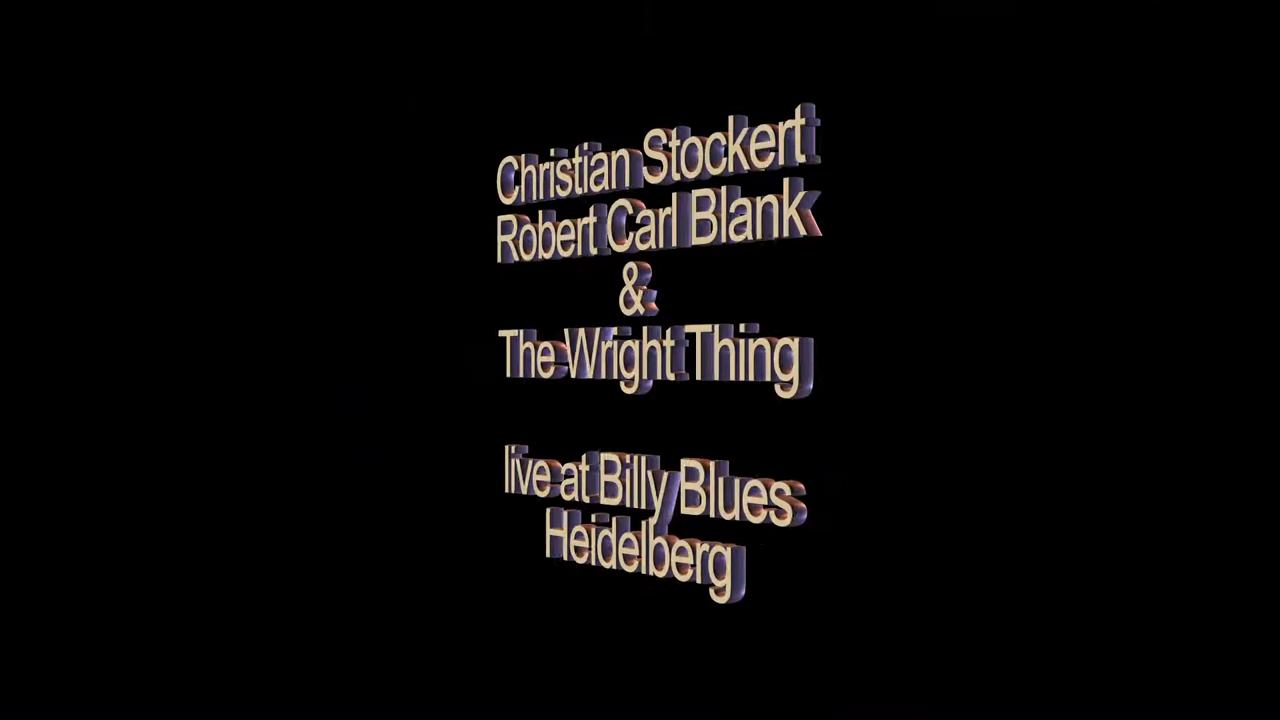 Christian Stockert
Robert Carl Blank
&
The Wright Thing
live at Billy Blues
Heidelberg